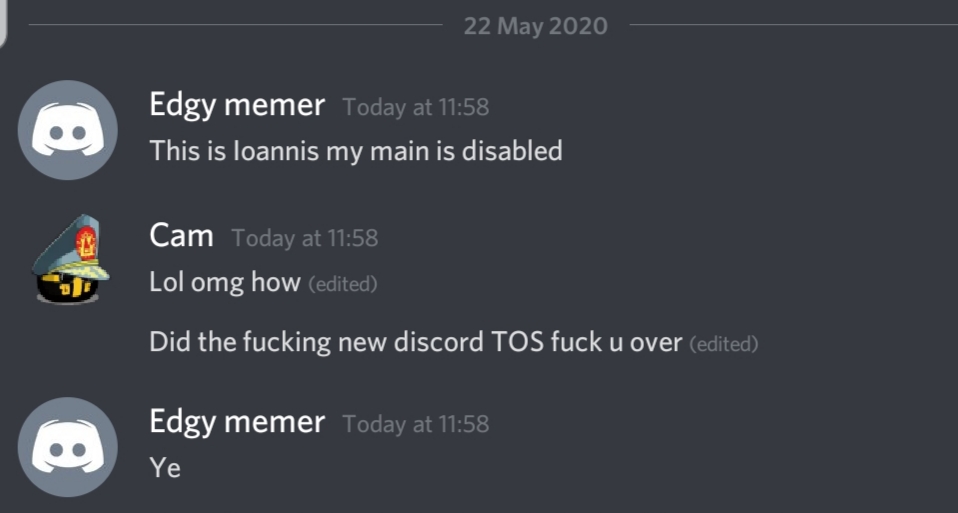 22 May 2020
Edgy memer Today at 11:58
This is Ioannis my main is disabled
Cam Today at 11:58
Lol omg how (edited)
Did the fucking new discord TOS fuck u over (edited)
Edgy memer Today at 11:58
Ye